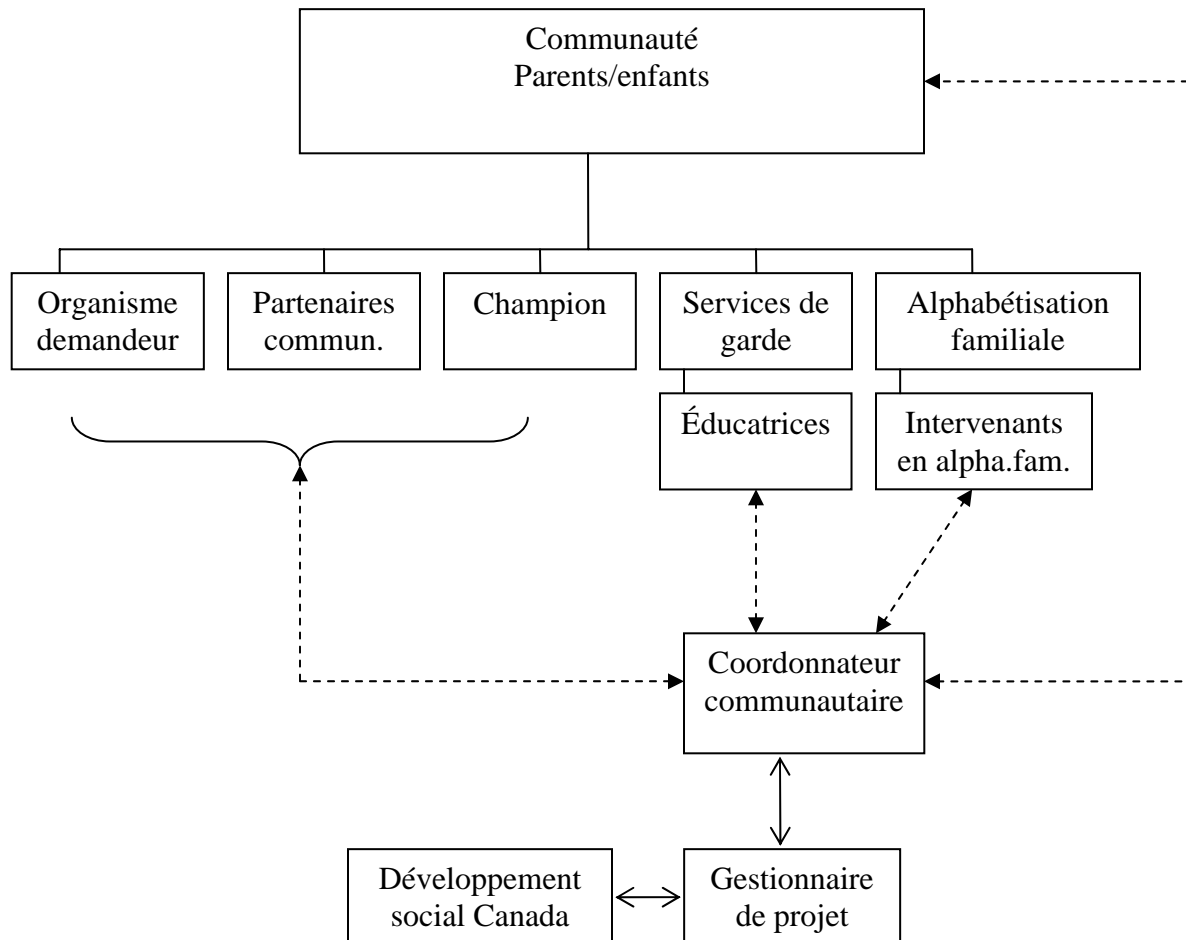 Communauté
Parents/enfants
Organisme
demandeur
Partenaires
commun.
Champion
Services de
garde
Alphabétisation
familiale
Éducatrices
Intervenants
en alpha.fam.
Coordonnateur
communautaire
Développement
social Canada
Gestionnaire
de projet